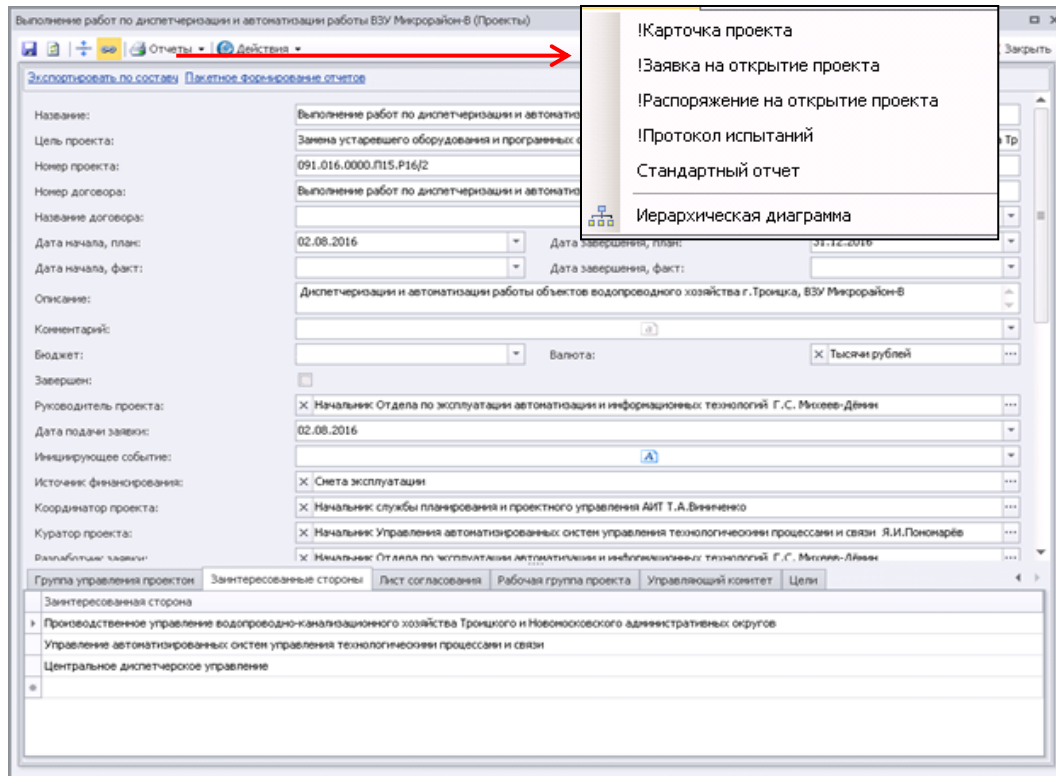 Выполнение работ по диспетчеризации и автоматизации работы ВЗУ Микрорайон-В (Проекты)
Отчеты Действия Закрыть
!Карточка проекта
!Заявка на открытие проекта
!Распоряжение на открытие проекта
!Протокол испытаний
Стандартный отчет
Иерархическая диаграмма
Экспортировать по составу Пакетное формирование отчетов
Название: Выполнение работ по диспетчеризации и автоматиз
Цель проекта: Замена устаревшего оборудования и программных с а Тр
Номер проекта: 091.016.0000.П15.Р16/2
Номер договора: Выполнение работ по диспетчеризации и автоматиз
Название договора:
Дата начала, план: 02.08.2016 Дата завершения, план: 31.12.2016
Дата начала, факт: Дата завершения, факт:
Описание: Диспетчеризации и автоматизации работы объектов водопроводного хозяйства г.Троицка, ВЗУ Микрорайон-В
Комментарий: a
Бюджет: Валюта: Тысячи рублей
Завершен:
Руководитель проекта: Начальник Отдела по эксплуатации автоматизации и информационных технологий Г.С. Михеев-Дёмин
Дата подачи заявки: 02.08.2016
Инициирующее событие: A
Источник финансирования: Смета эксплуатации
Координатор проекта: Начальник службы планирования и проектного управления АИТ Т.А.Виниченко
Куратор проекта: Начальник Управления автоматизированных систем управления технологическими процессами и связи Я.И.Пономарёв
Разработчик заявки: Начальник Отдела по эксплуатации автоматизации и информационных технологий Г.С. Михеев-Дёмин
Группа управления проектом Заинтересованные стороны Лист согласования Рабочая группа проекта Управляющий комитет Цели
Заинтересованная сторона
Производственное управление водопроводно-канализационного хозяйства Троицкого и Новомосковского административных округов
Управление автоматизированных систем управления технологическими процессами и связи
Центральное диспетчерское управление